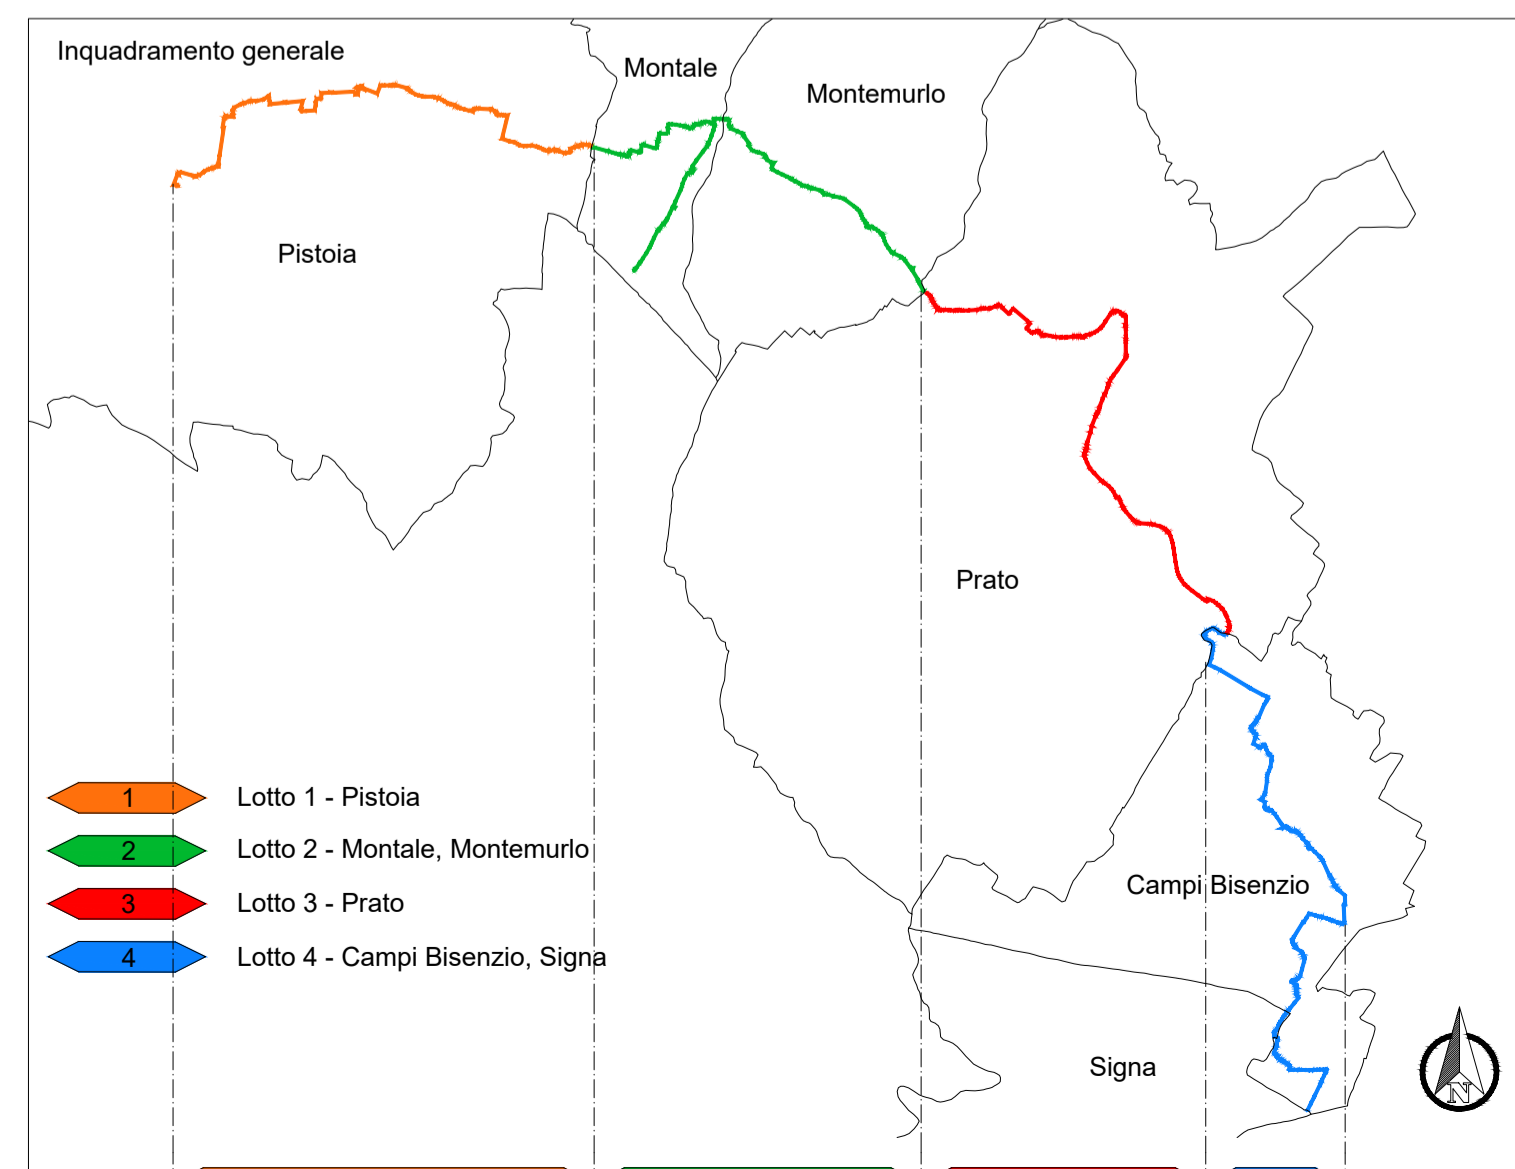 Inquadramento generale
Montale
Montemurlo
Pistoia
Prato
1 Lotto 1 - Pistoia
2 Lotto 2 - Montale, Montemurlo
3 Lotto 3 - Prato
4 Lotto 4 - Campi Bisenzio, Signa
Campi Bisenzio
Signa
N